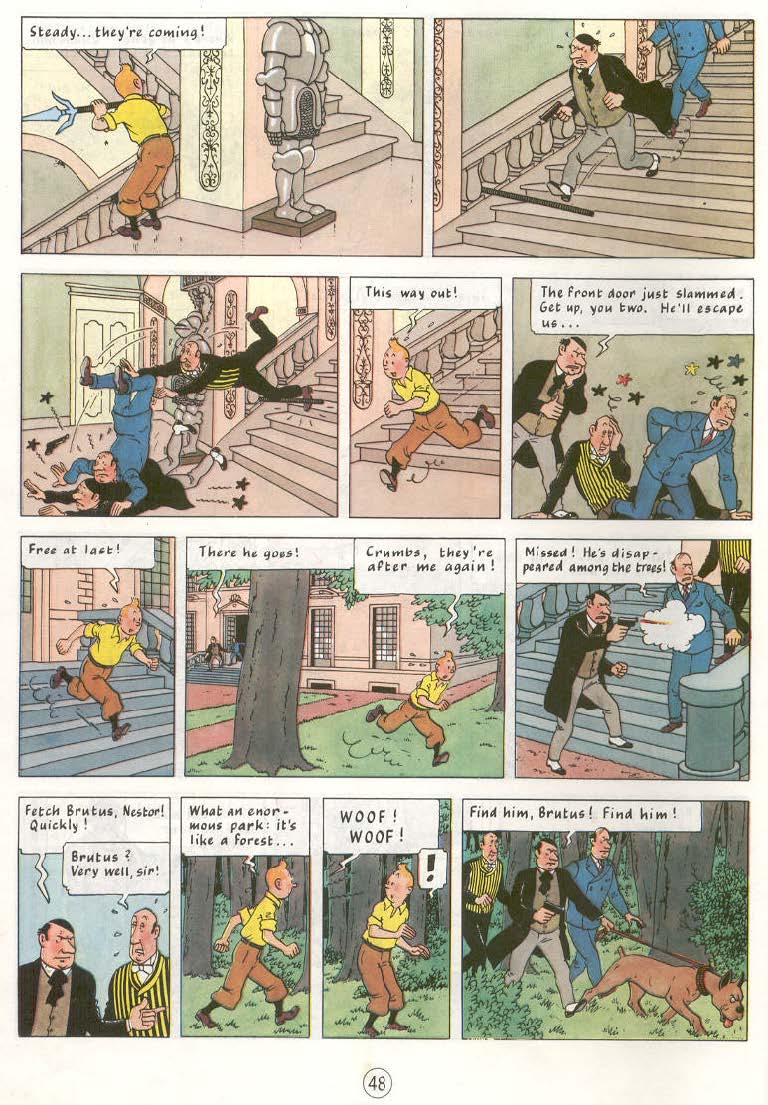 Steady... they're coming!
This way out!
The front door just slammed.
Get up, you two. He'll escape
us...
Free at last!
There he goes!
Crumbs, they're
after me again!
Missed! He's disap-
peared among the trees!
Fetch Brutus, Nestor!
Quickly!
Brutus?
Very well, sir!
What an enor-
mous park: it's
like a forest...
WOOF!
WOOF!
!
Find him, Brutus! Find him!
48